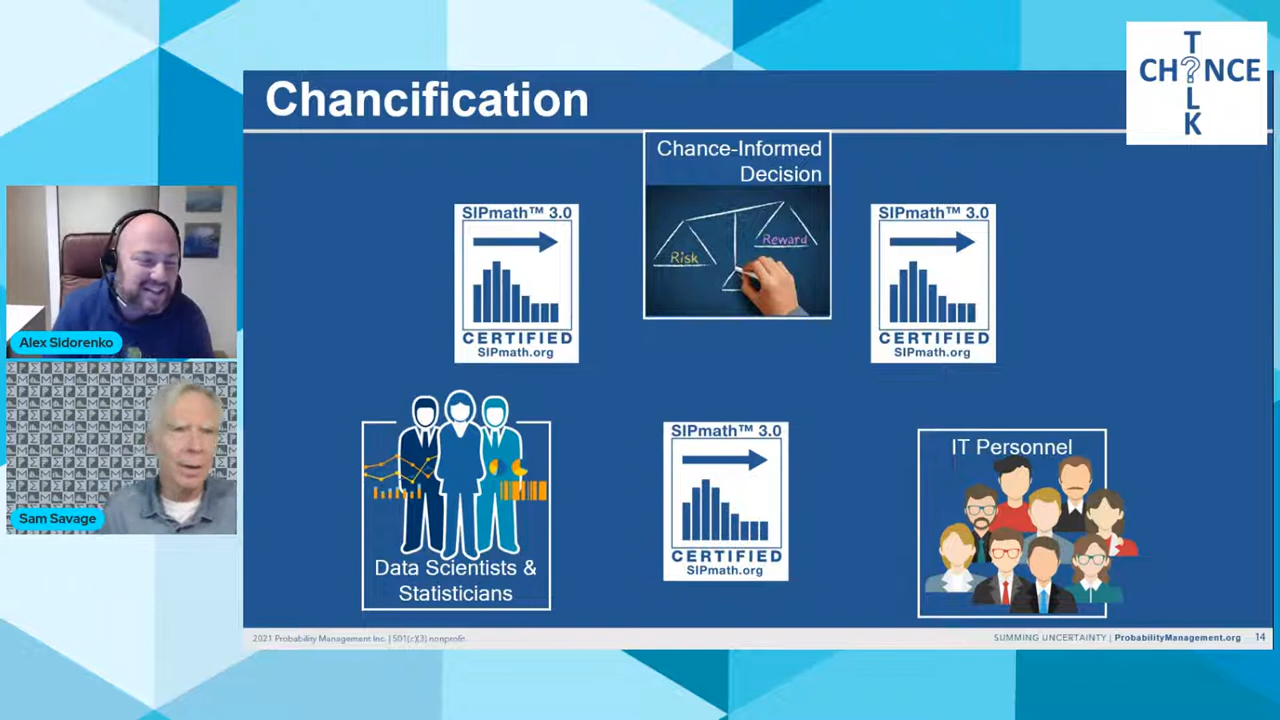 Chancification
T
CH?NCE
L
K
Chance-Informed
Decision
Risk
Reward
SIPmath™ 3.0
CERTIFIED
SIPmath.org
SIPmath™ 3.0
CERTIFIED
SIPmath.org
Alex Sidorenko
Sam Savage
Data Scientists &
Statisticians
SIPmath™ 3.0
CERTIFIED
SIPmath.org
IT Personnel
2021 Probability Management Inc. | 501(c)(3) nonprofit
SUMMING UNCERTAINTY | ProbabilityManagement.org 14